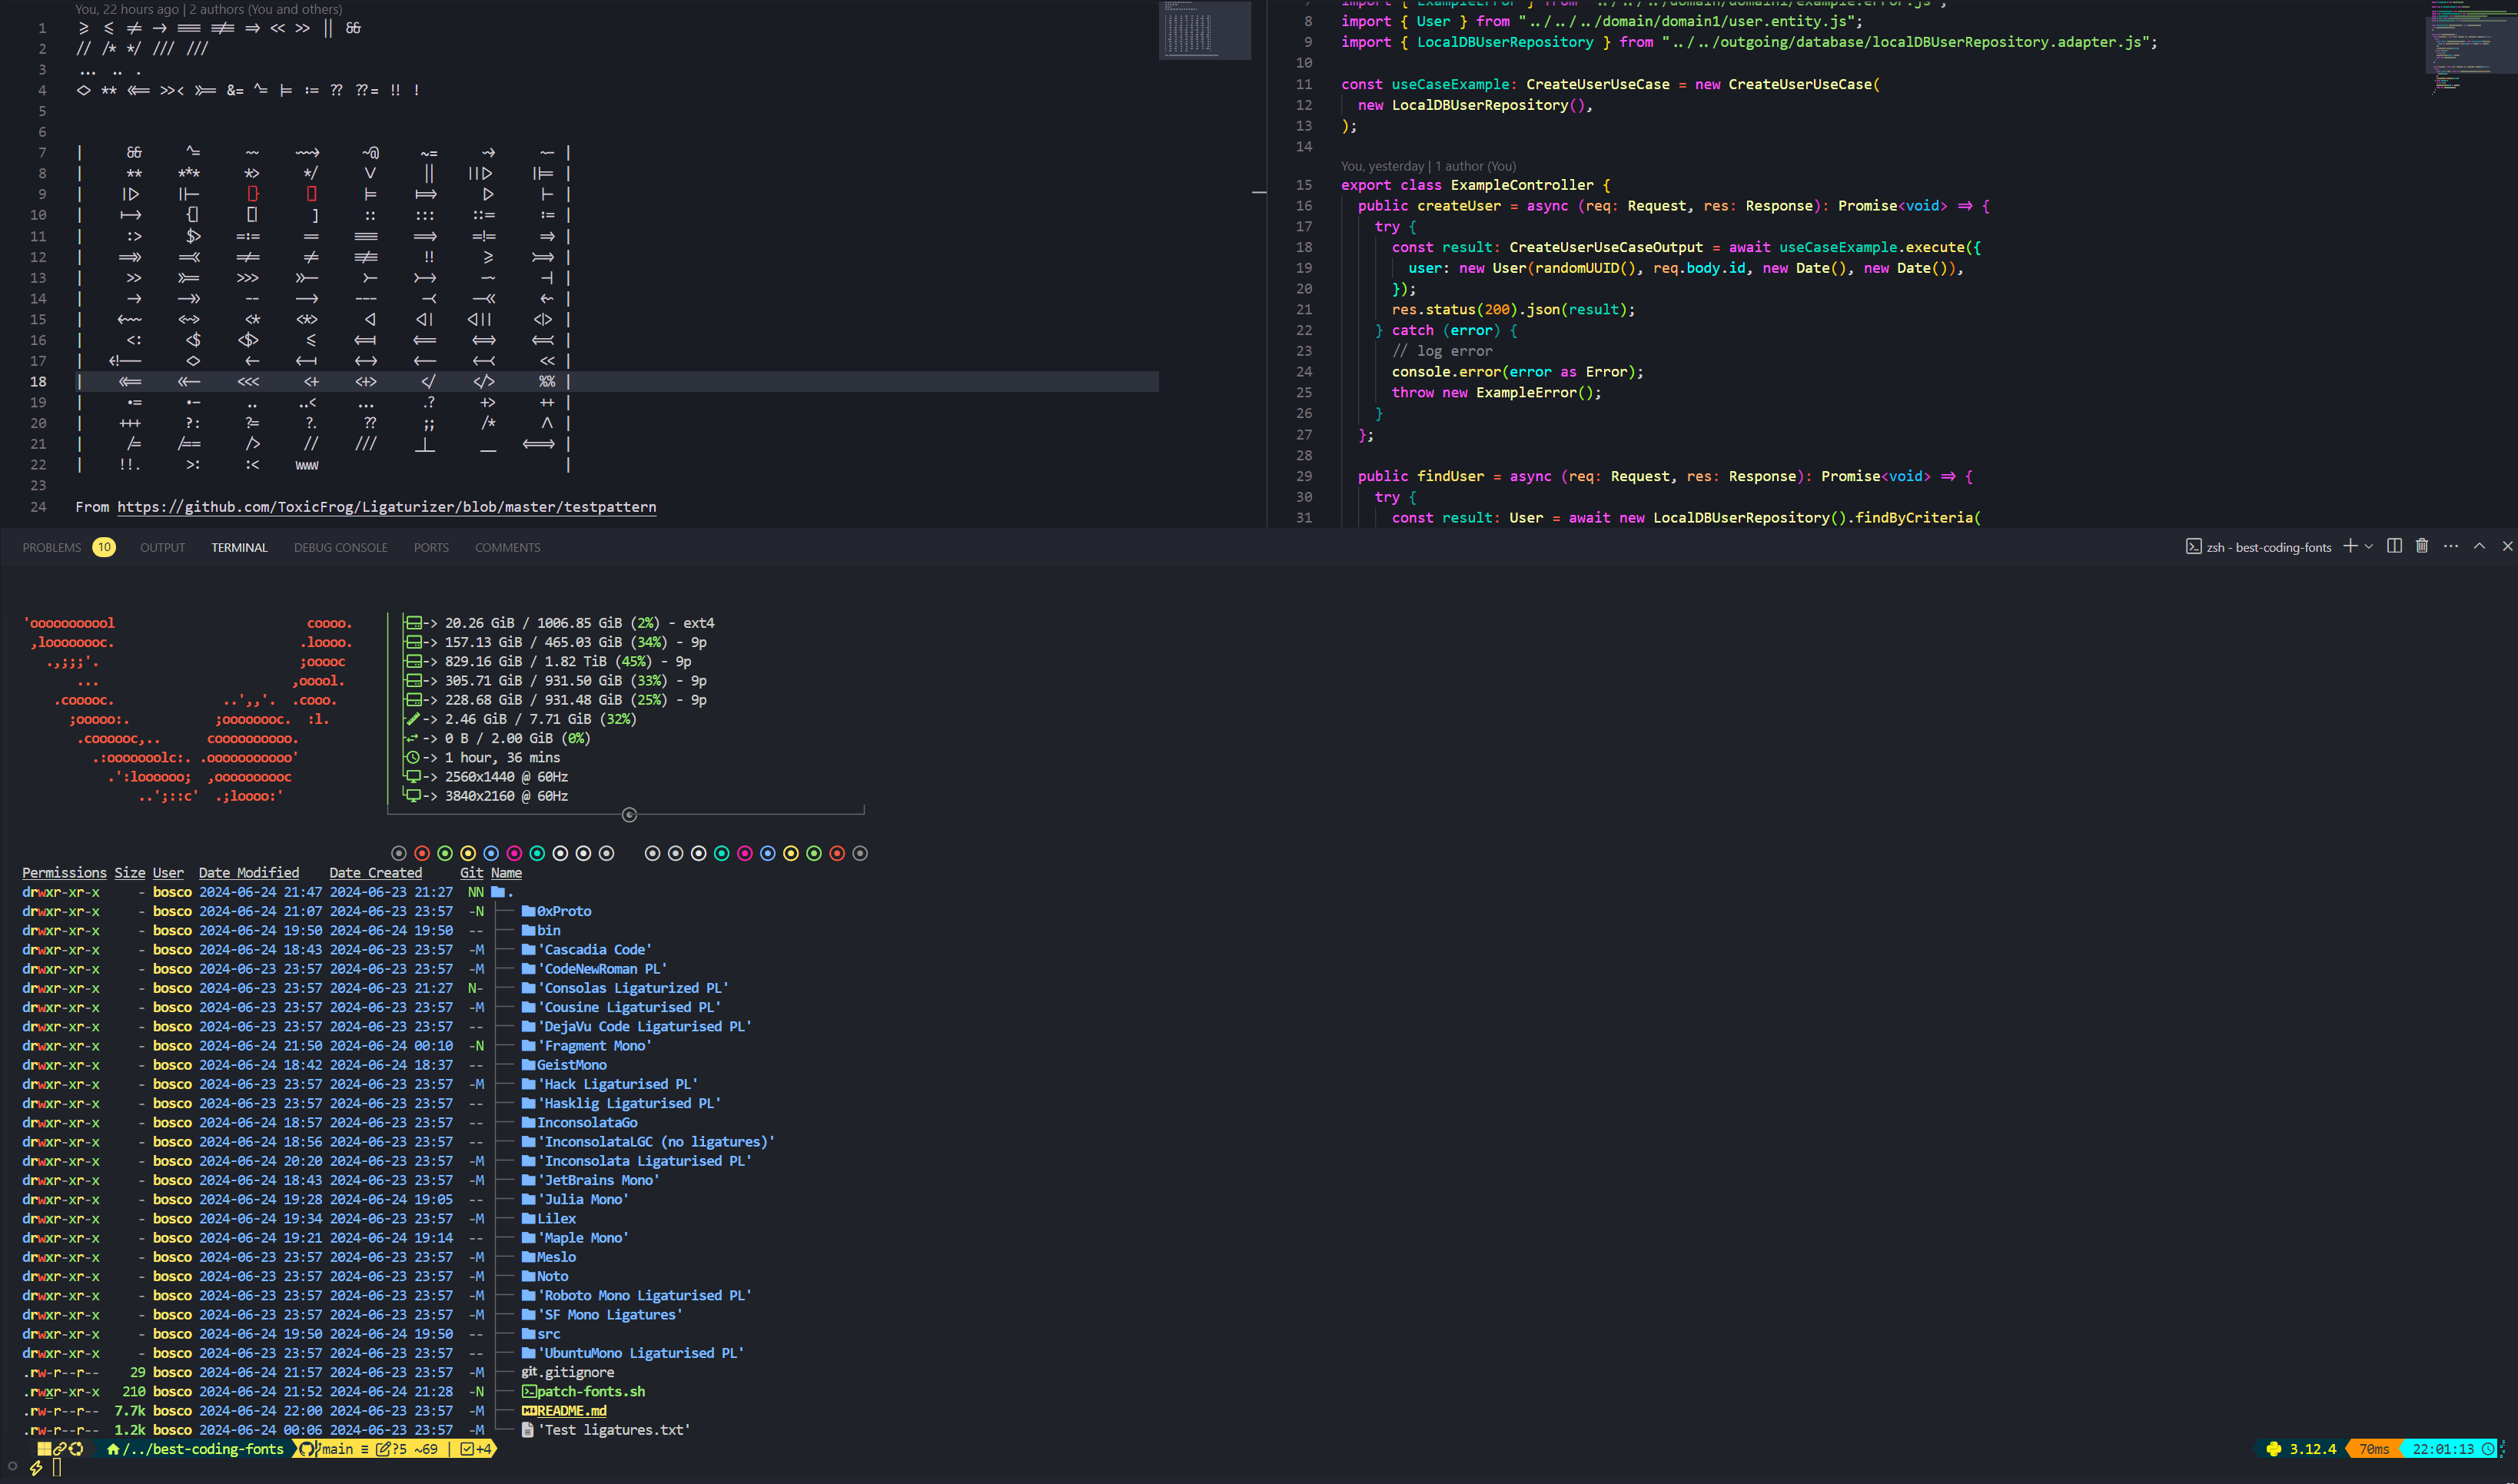 You, 22 hours ago | 2 authors (You and others)
1 ≥ ≤ ≠ → ≡ ≢ ⇒ << >> || &&
2 // /* */ /// ///
3 ... .. .
4 <> ** <<= >>< >>= &= ^= |= := ?? ??= !! !
5
6
7 | && ^= ~~ ~~> ~@ ~= ~> ~- |
8 | ** *** *> */ \/ || ||> ||= |
9 | |> ||- |} |] |= |=> |> |- |
10 | |-> {| [| ] :: ::: ::= := |
11 | :> $> =:= == === ==> =!= => |
12 | =>> =<< =/= != !== !! >= >=> |
13 | >> >>= >>> >>- >- >-> -~ -| |
14 | -> ->> -- --> --- -< -<< <~ |
15 | <~~ <~> <* <*> <| <|| <||| <|> |
16 | <: <$ <$> <= <=| <== <=> <=< |
17 | <!-- <> <- <-| <-> <-- <-< << |
18 | <<= <<- <<< <+ <+> </ </> %% |
19 | .= .- .. ..< ... .? +> ++ |
20 | +++ ?: ?= ?. ?? ;; /* /\ |
21 | /= /== /> // /// _|_ __ <==> |
22 | !!. >: :< www |
23
24 From https://github.com/ToxicFrog/Ligaturizer/blob/master/testpattern
7 import { ExampleError } from "../../../domain/domain1/example.error.js";
8 import { User } from "../../../domain/domain1/user.entity.js";
9 import { LocalDBUserRepository } from "../../outgoing/database/localDBUserRepository.adapter.js";
10
11 const useCaseExample: CreateUserUseCase = new CreateUserUseCase(
12 new LocalDBUserRepository(),
13 );
14
You, yesterday | 1 author (You)
15 export class ExampleController {
16 public createUser = async (req: Request, res: Response): Promise<void> ⇒ {
17 try {
18 const result: CreateUserUseCaseOutput = await useCaseExample.execute({
19 user: new User(randomUUID(), req.body.id, new Date(), new Date()),
20 });
21 res.status(200).json(result);
22 } catch (error) {
23 // log error
24 console.error(error as Error);
25 throw new ExampleError();
26 }
27 };
28
29 public findUser = async (req: Request, res: Response): Promise<void> ⇒ {
30 try {
31 const result: User = await new LocalDBUserRepository().findByCriteria(
PROBLEMS 10 OUTPUT TERMINAL DEBUG CONSOLE PORTS COMMENTS
zsh - best-coding-fonts
'ooooooooool coooo. -> 20.26 GiB / 1006.85 GiB (2%) - ext4
,loooooooc. .loooo. -> 157.13 GiB / 465.03 GiB (34%) - 9p
.,;;;'. ;ooooc -> 829.16 GiB / 1.82 TiB (45%) - 9p
... ,ooool. -> 305.71 GiB / 931.50 GiB (33%) - 9p
.cooooc. ..',,'. .cooo. -> 228.68 GiB / 931.48 GiB (25%) - 9p
;ooooo:. ;oooooooc. :l. -> 2.46 GiB / 7.71 GiB (32%)
.coooooc,.. coooooooooo. -> 0 B / 2.00 GiB (0%)
.:ooooooolc:. .ooooooooooo' -> 1 hour, 36 mins
.':loooooo; ,oooooooooc -> 2560x1440 @ 60Hz
..';::c' .;loooo:' -> 3840x2160 @ 60Hz
Permissions Size User Date Modified Date Created Git Name
drwxr-xr-x - bosco 2024-06-24 21:47 2024-06-23 21:27 NN .
drwxr-xr-x - bosco 2024-06-24 21:07 2024-06-23 23:57 -N 0xProto
drwxr-xr-x - bosco 2024-06-24 19:50 2024-06-24 19:50 -- bin
drwxr-xr-x - bosco 2024-06-24 18:43 2024-06-23 23:57 -M 'Cascadia Code'
drwxr-xr-x - bosco 2024-06-23 23:57 2024-06-23 23:57 -M 'CodeNewRoman PL'
drwxr-xr-x - bosco 2024-06-23 23:57 2024-06-23 21:27 N- 'Consolas Ligaturized PL'
drwxr-xr-x - bosco 2024-06-23 23:57 2024-06-23 23:57 -M 'Cousine Ligaturised PL'
drwxr-xr-x - bosco 2024-06-23 23:57 2024-06-23 23:57 -- 'DejaVu Code Ligaturised PL'
drwxr-xr-x - bosco 2024-06-24 21:50 2024-06-24 00:10 -N 'Fragment Mono'
drwxr-xr-x - bosco 2024-06-24 18:42 2024-06-24 18:37 -- GeistMono
drwxr-xr-x - bosco 2024-06-23 23:57 2024-06-23 23:57 -M 'Hack Ligaturised PL'
drwxr-xr-x - bosco 2024-06-23 23:57 2024-06-23 23:57 -- 'Hasklig Ligaturised PL'
drwxr-xr-x - bosco 2024-06-24 18:57 2024-06-23 23:57 -- InconsolataGo
drwxr-xr-x - bosco 2024-06-24 18:56 2024-06-23 23:57 -- 'InconsolataLGC (no ligatures)'
drwxr-xr-x - bosco 2024-06-24 20:20 2024-06-23 23:57 -M 'Inconsolata Ligaturised PL'
drwxr-xr-x - bosco 2024-06-24 18:43 2024-06-23 23:57 -M 'JetBrains Mono'
drwxr-xr-x - bosco 2024-06-24 19:28 2024-06-24 19:05 -- 'Julia Mono'
drwxr-xr-x - bosco 2024-06-24 19:34 2024-06-23 23:57 -M Lilex
drwxr-xr-x - bosco 2024-06-24 19:21 2024-06-24 19:14 -- 'Maple Mono'
drwxr-xr-x - bosco 2024-06-23 23:57 2024-06-23 23:57 -M Meslo
drwxr-xr-x - bosco 2024-06-23 23:57 2024-06-23 23:57 -M Noto
drwxr-xr-x - bosco 2024-06-23 23:57 2024-06-23 23:57 -M 'Roboto Mono Ligaturised PL'
drwxr-xr-x - bosco 2024-06-23 23:57 2024-06-23 23:57 -M 'SF Mono Ligatures'
drwxr-xr-x - bosco 2024-06-24 19:50 2024-06-24 19:50 -- src
drwxr-xr-x - bosco 2024-06-23 23:57 2024-06-23 23:57 -- 'UbuntuMono Ligaturised PL'
.rw-r--r-- 29 bosco 2024-06-24 21:57 2024-06-23 23:57 -M git .gitignore
.rwxr-xr-x 210 bosco 2024-06-24 21:52 2024-06-24 21:28 -N patch-fonts.sh
.rw-r--r-- 7.7k bosco 2024-06-24 22:00 2024-06-23 23:57 -M README.md
.rw-r--r-- 1.2k bosco 2024-06-24 00:06 2024-06-23 23:57 -M 'Test ligatures.txt'
/../best-coding-fonts main ≡ ?5 ~69 | +4 3.12.4 70ms 22:01:13